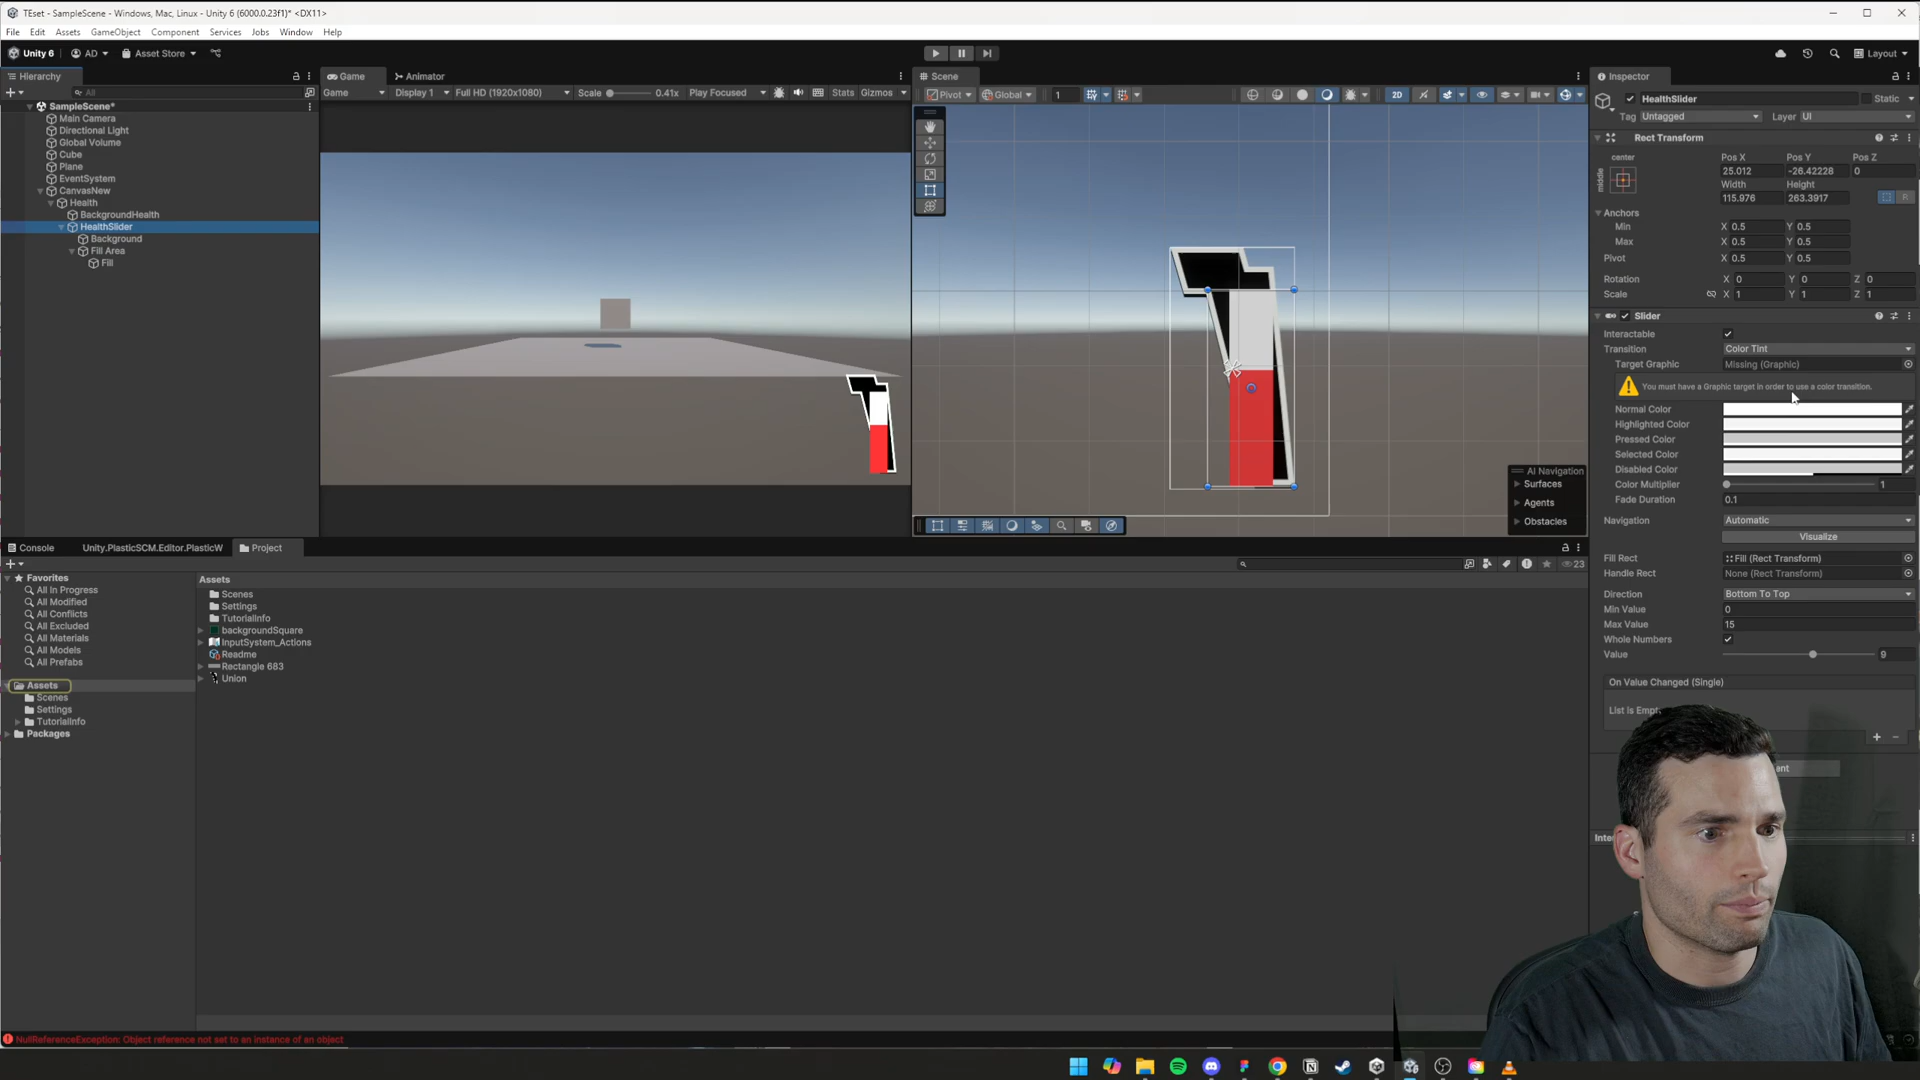 TEset - SampleScene - Windows, Mac, Linux - Unity 6 (6000.0.23f1)* <DX11>
File Edit Assets GameObject Component Services Jobs Window Help
Unity 6 AD Asset Store Layout
Hierarchy
All
SampleScene*
Main Camera
Directional Light
Global Volume
Cube
Plane
EventSystem
CanvasNew
Health
BackgroundHealth
HealthSlider
Background
Fill Area
Fill
Game Animator
Game Display 1 Full HD (1920x1080) Scale 0.41x Play Focused Stats Gizmos
Scene
Pivot Global 1 2D
AI Navigation
Surfaces
Agents
Obstacles
Inspector
HealthSlider Static
Tag Untagged Layer UI
Rect Transform
center Pos X Pos Y Pos Z
middle 25.012 -26.42228 0
Width Height
115.976 263.3917 R
Anchors
Min X 0.5 Y 0.5
Max X 0.5 Y 0.5
Pivot X 0.5 Y 0.5
Rotation X 0 Y 0 Z 0
Scale X 1 Y 1 Z 1
Slider
Interactable
Transition Color Tint
Target Graphic Missing (Graphic)
You must have a Graphic target in order to use a color transition.
Normal Color
Highlighted Color
Pressed Color
Selected Color
Disabled Color
Color Multiplier 1
Fade Duration 0.1
Navigation Automatic
Visualize
Fill Rect Fill (Rect Transform)
Handle Rect None (Rect Transform)
Direction Bottom To Top
Min Value 0
Max Value 15
Whole Numbers
Value 9
On Value Changed (Single)
List is Empt
+ -
ent
Inte
Console Unity.PlasticSCM.Editor.PlasticW Project
23
Favorites
All In Progress
All Modified
All Conflicts
All Excluded
All Materials
All Models
All Prefabs
Assets
Scenes
Settings
TutorialInfo
Packages
Assets
Scenes
Settings
TutorialInfo
backgroundSquare
InputSystem_Actions
Readme
Rectangle 683
Union
NullReferenceException: Object reference not set to an instance of an object